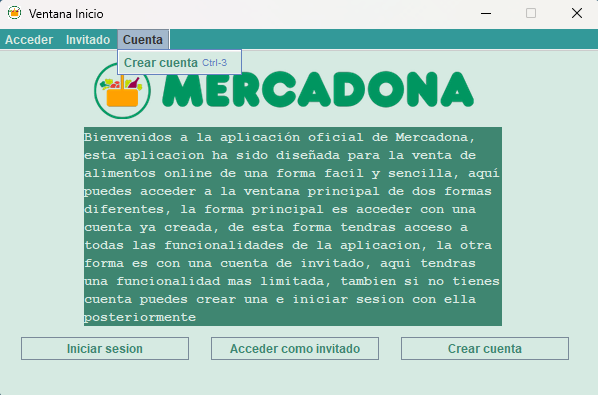 Ventana Inicio
Acceder Invitado Cuenta
Crear cuenta Ctrl-3
MERCADONA
Bienvenidos a la aplicación oficial de Mercadona,
esta aplicacion ha sido diseñada para la venta de
alimentos online de una forma facil y sencilla, aquí
puedes acceder a la ventana principal de dos formas
diferentes, la forma principal es acceder con una
cuenta ya creada, de esta forma tendras acceso a
todas las funcionalidades de la aplicacion, la otra
forma es con una cuenta de invitado, aqui tendras
una funcionalidad mas limitada, tambien si no tienes
cuenta puedes crear una e iniciar sesion con ella
posteriormente
Iniciar sesion Acceder como invitado Crear cuenta